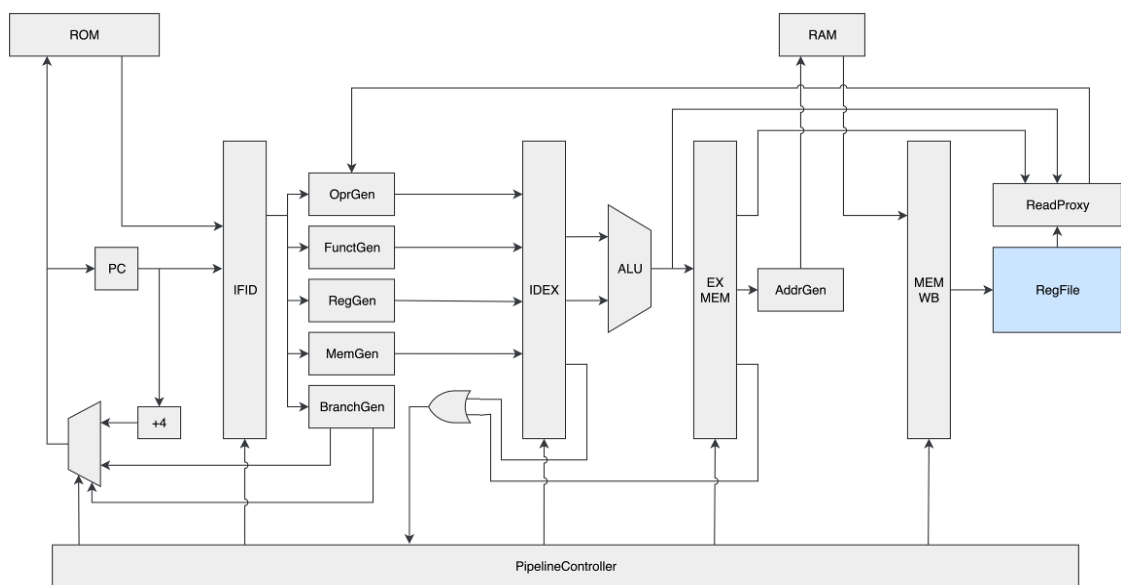 ROM
RAM
OprGen
ReadProxy
FunctGen
PC
IFID
RegGen
IDEX
ALU
EX
MEM
AddrGen
MEM
WB
RegFile
MemGen
BranchGen
+4
PipelineController